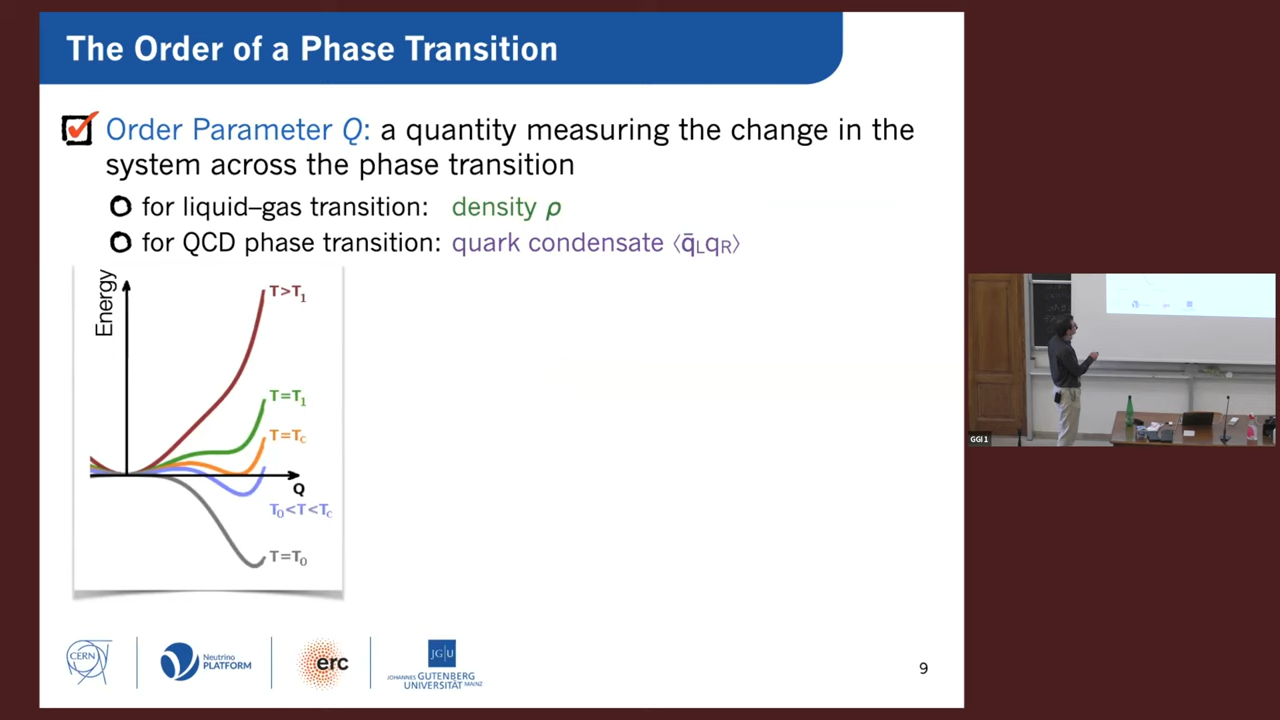 The Order of a Phase Transition
Order Parameter Q: a quantity measuring the change in the
system across the phase transition
for liquid–gas transition: density ρ
for QCD phase transition: quark condensate ⟨q̄LqR⟩
Energy
T>T1
T=T1
T=Tc
Q
T0<T<Tc
T=T0
CERN
Neutrino
PLATFORM
erc
JG|U
JOHANNES GUTENBERG
UNIVERSITÄT MAINZ
9
GGI 1